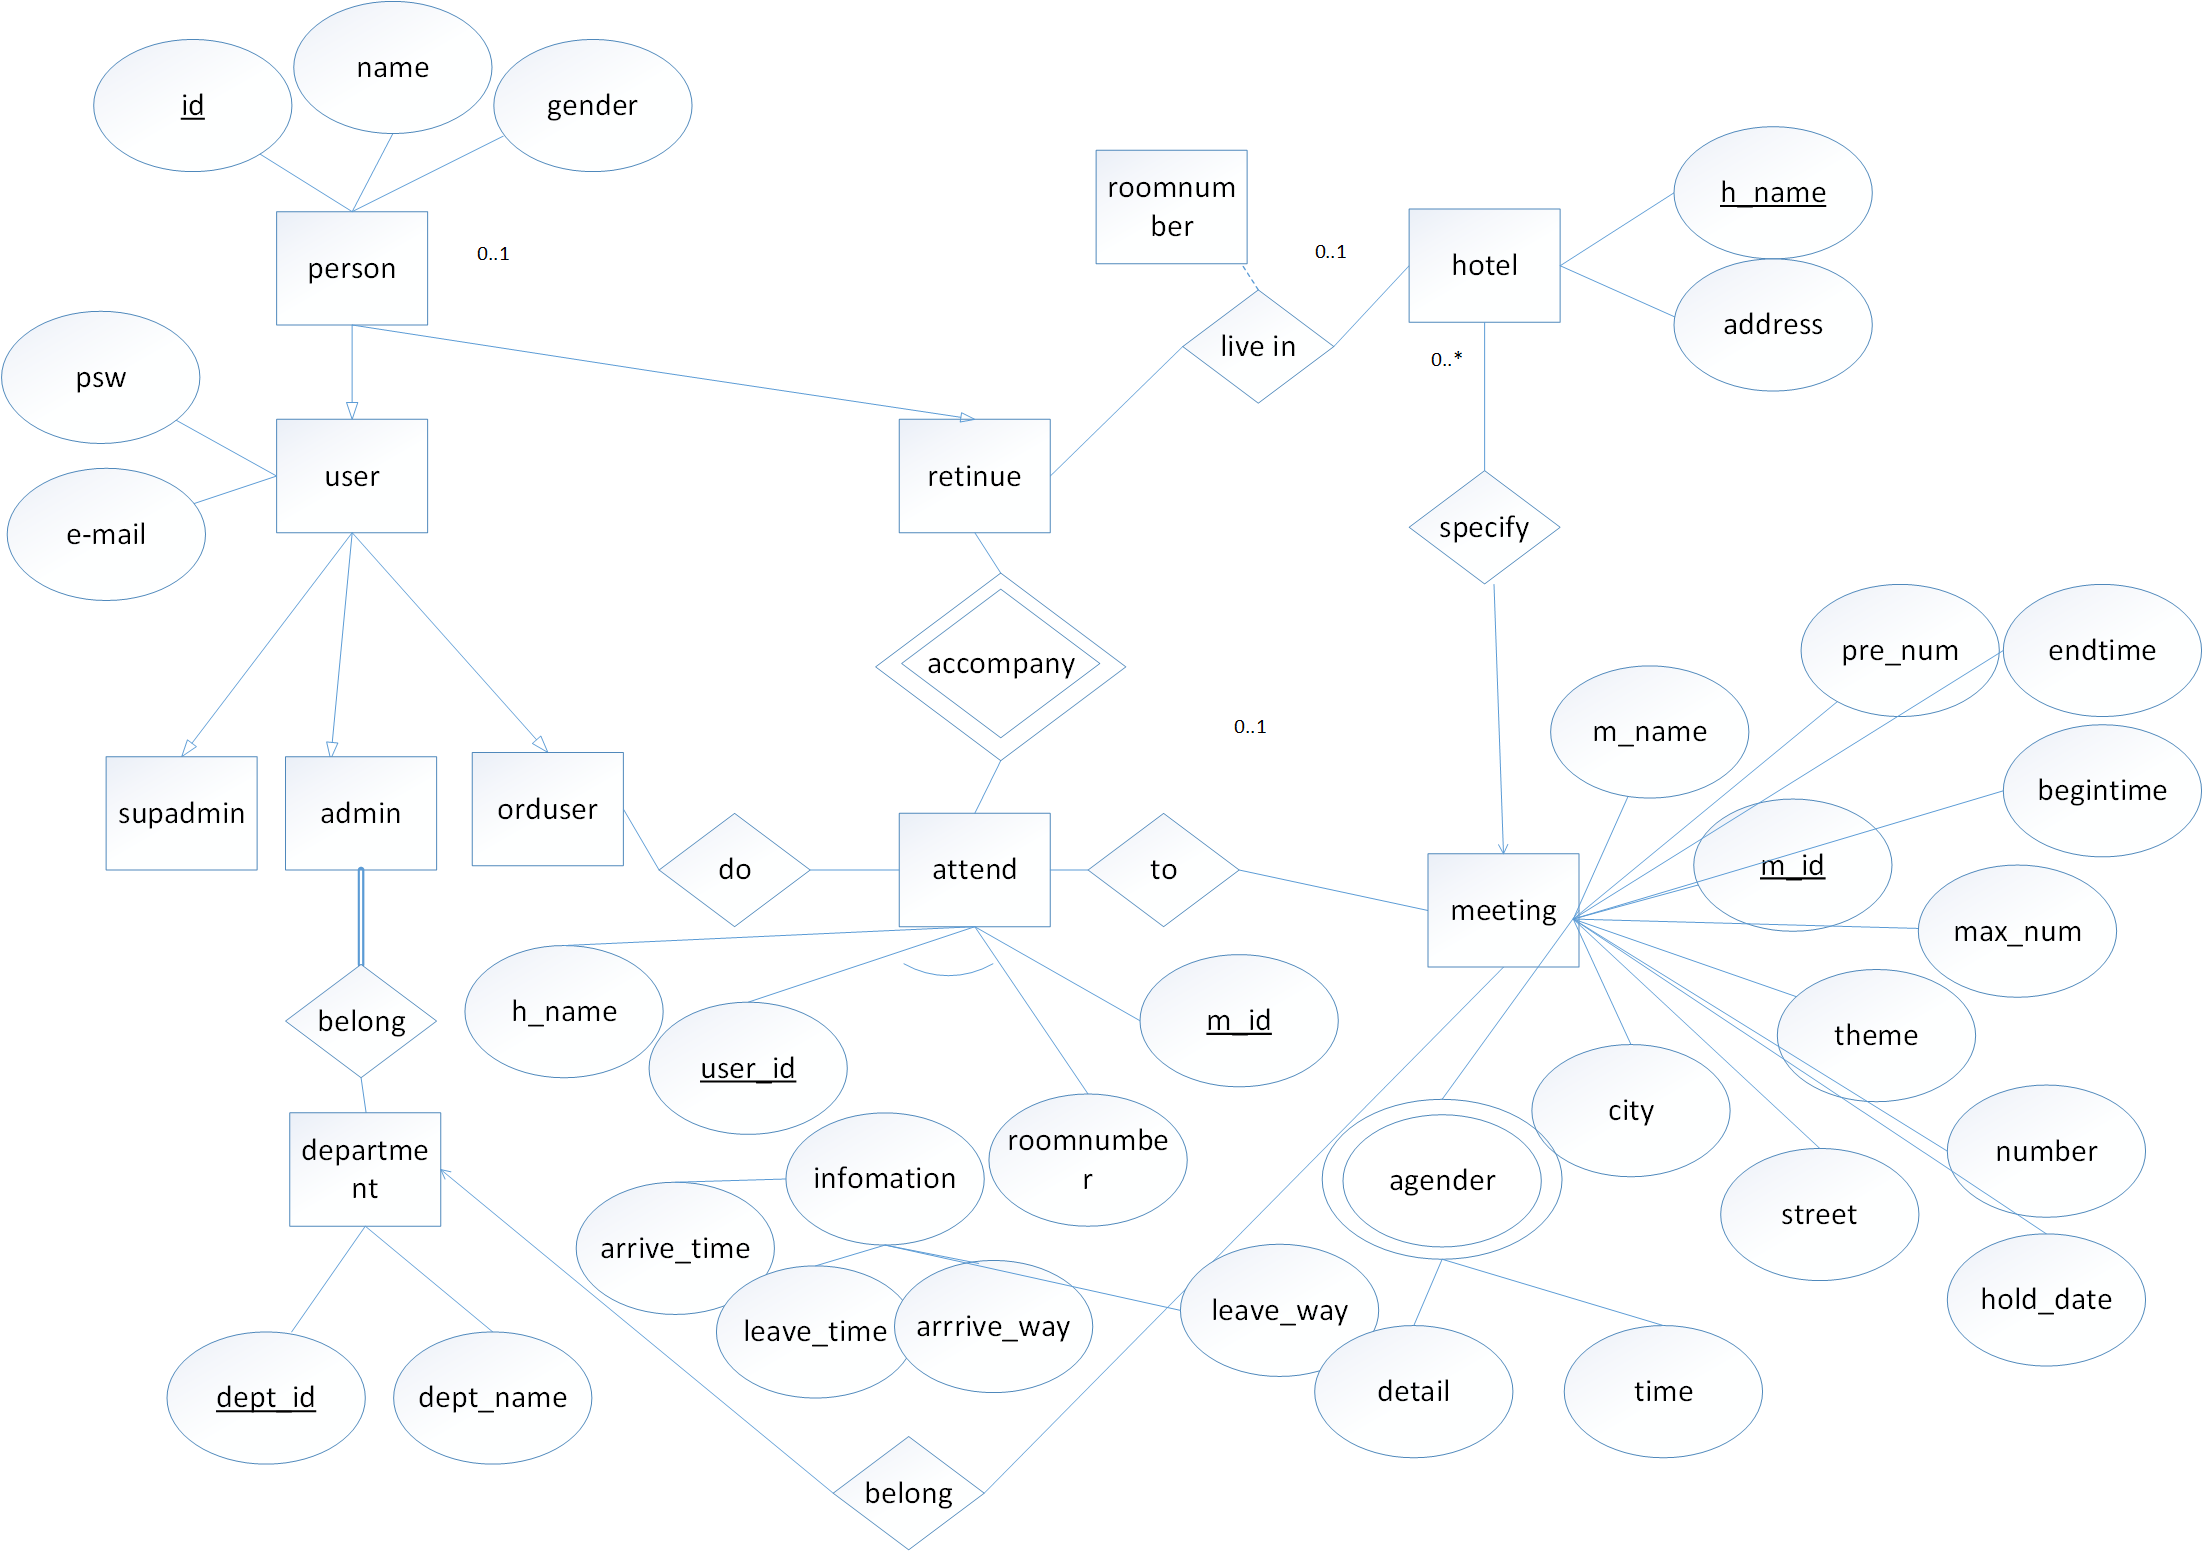 name
id
gender
roomnum
ber
h_name
person
0..1
0..1
hotel
address
live in
0..*
psw
user
retinue
specify
e-mail
accompany
pre_num
endtime
m_name
0..1
begintime
supadmin
admin
orduser
do
attend
to
m_id
meeting
max_num
h_name
belong
m_id
theme
user_id
city
roomnumbe
r
departme
nt
infomation
agender
number
street
arrive_time
leave_way
hold_date
leave_time
arrrive_way
dept_id
dept_name
detail
time
belong